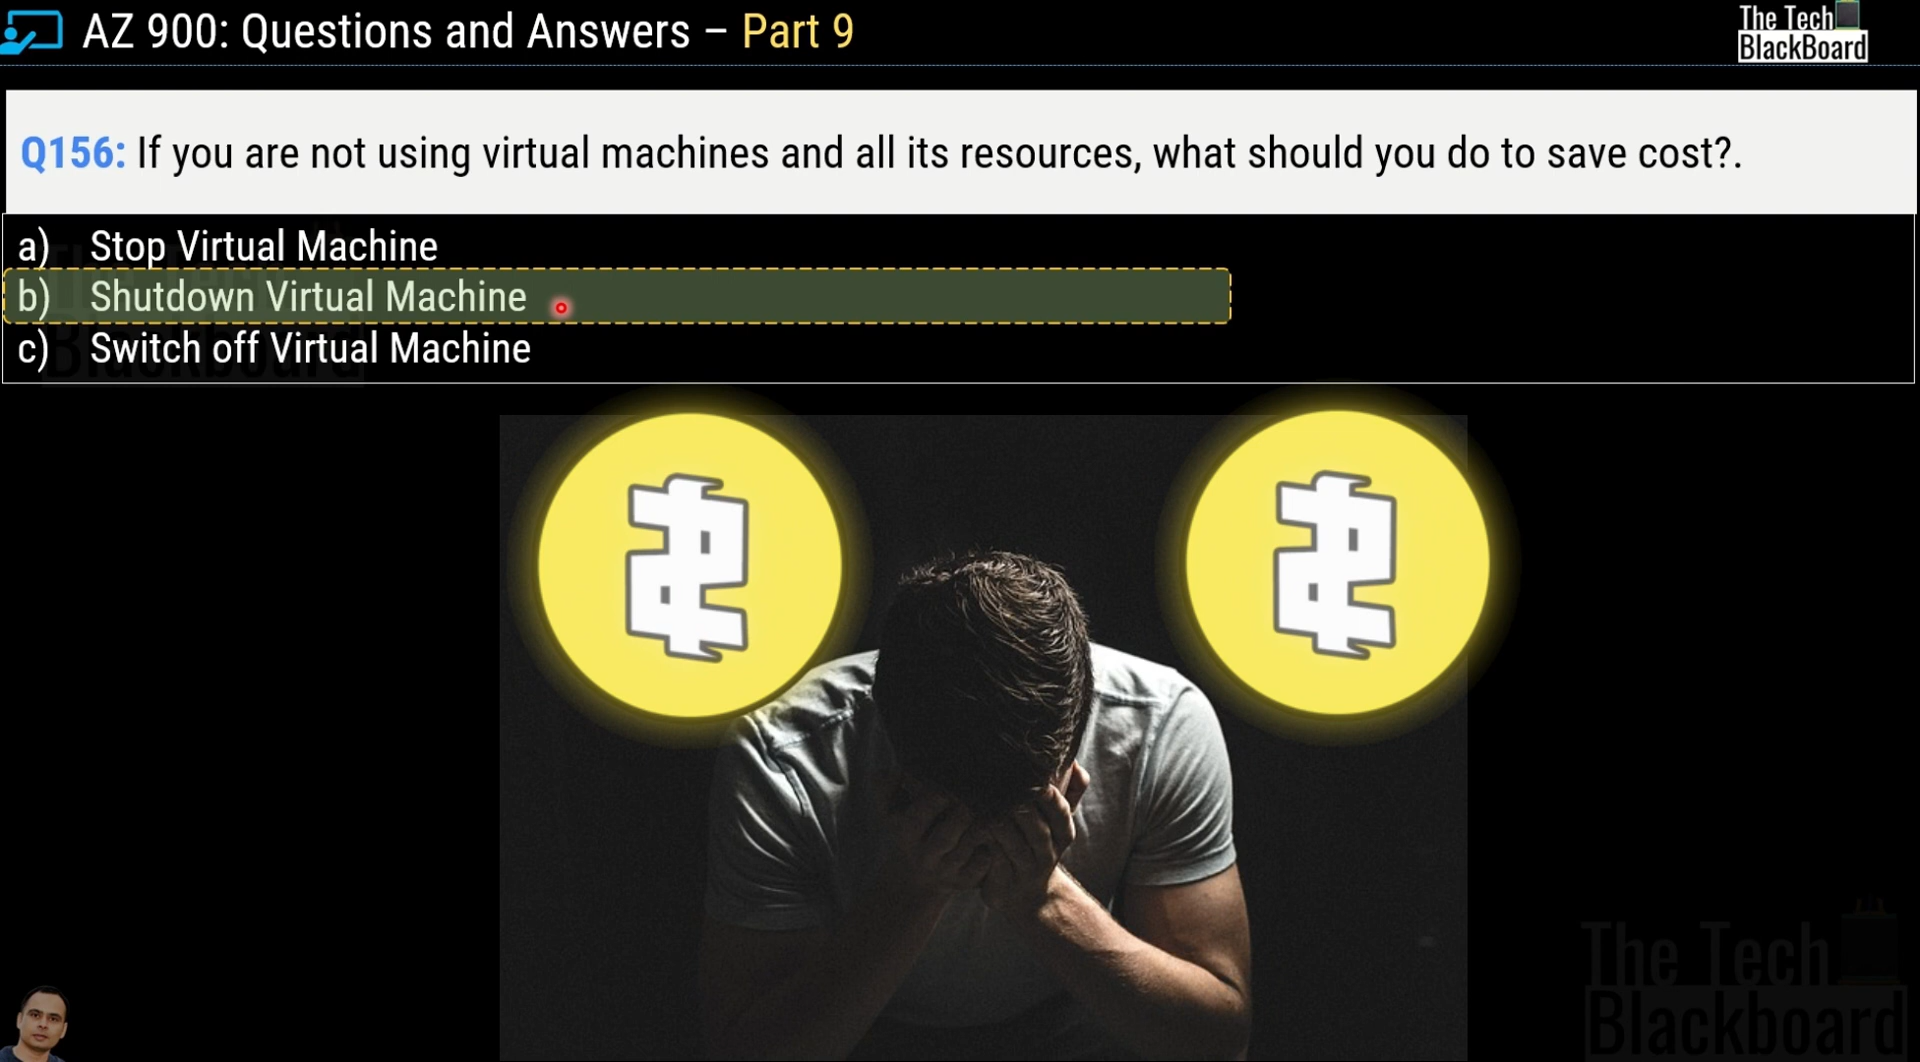 AZ 900: Questions and Answers – Part 9
The Tech
BlackBoard
Q156: If you are not using virtual machines and all its resources, what should you do to save cost?.
a) Stop Virtual Machine
b) Shutdown Virtual Machine
c) Switch off Virtual Machine
The Tech
Blackboard